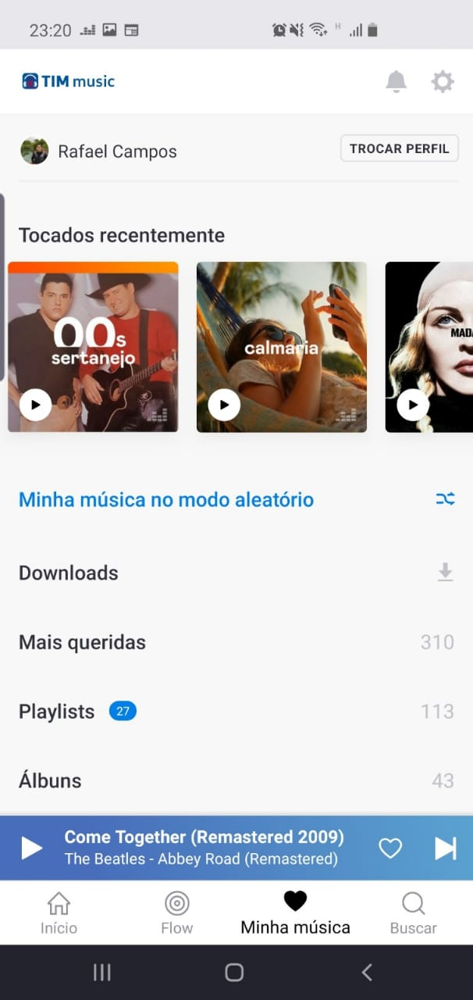 23:20
H
TIM music
Rafael Campos
TROCAR PERFIL
Tocados recentemente
00s
sertanejo
calmaria
MADA
Minha música no modo aleatório
Downloads
Mais queridas
310
Playlists
27
113
Álbuns
43
Come Together (Remastered 2009)
The Beatles - Abbey Road (Remastered)
Início
Flow
Minha música
Buscar